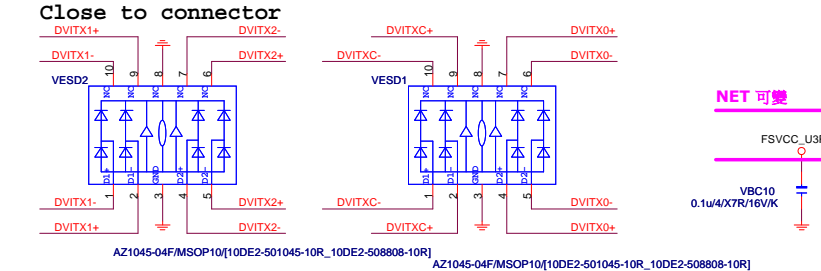 Close to connector
DVITX1+
DVITX2-
DVITXC+
DVITX0+
DVITX1-
DVITX2+
DVITXC-
DVITX0-
VESD2
10
9
8
7
6
VESD1
10
9
8
7
6
NC
NC
NC
NC
NC
NC
NC
NC
NET 可變
FSVCC_U3
D1+
D1-
GND
D2+
D2-
D1+
D1-
GND
D2+
D2-
1
2
3
4
5
1
2
3
4
5
VBC10
0.1u/4/X7R/16V/K
DVITX1-
DVITX2+
DVITXC-
DVITX0-
DVITX1+
DVITX2-
DVITXC+
DVITX0+
AZ1045-04F/MSOP10/[10DE2-501045-10R_10DE2-508808-10R]
AZ1045-04F/MSOP10/[10DE2-501045-10R_10DE2-508808-10R]